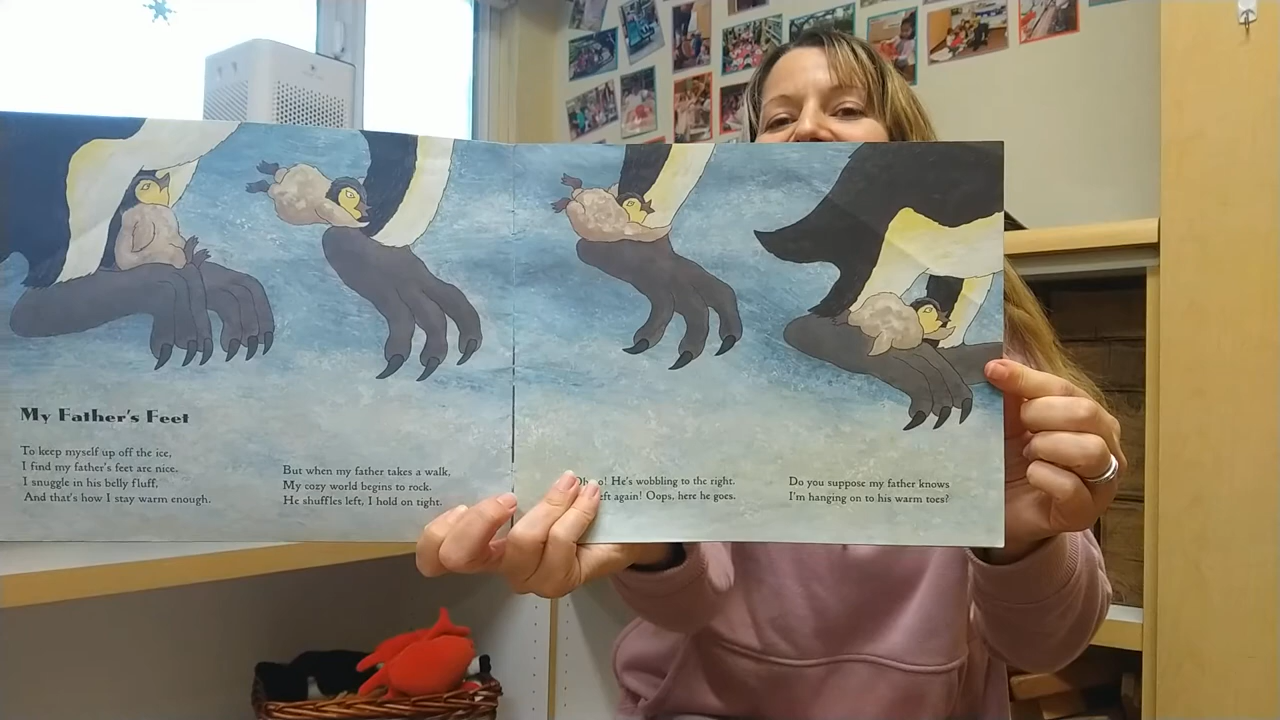 My Father's Feet
To keep myself up off the ice,
I find my father's feet are nice.
I snuggle in his belly fluff,
And that's how I stay warm enough.
But when my father takes a walk,
My cozy world begins to rock.
He shuffles left, I hold on tight.
He's wobbling to the right.
again! Oops, here he goes.
Do you suppose my father knows
I'm hanging on to his warm toes?